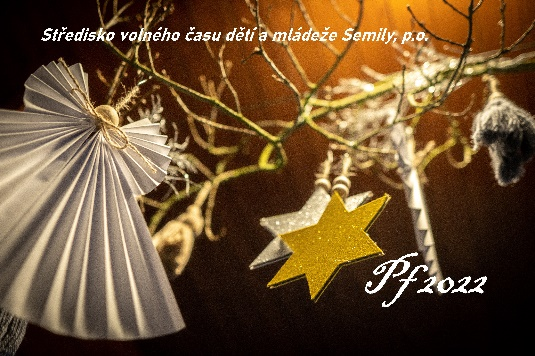 Středisko volného času dětí a mládeže Semily, p.o.
Pf 2022